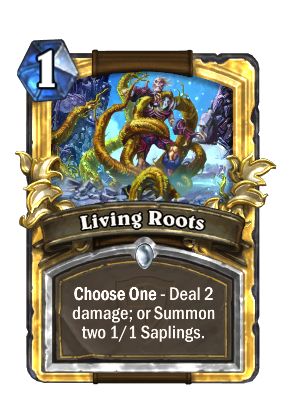 1
Living Roots
Choose One - Deal 2
damage; or Summon
two 1/1 Saplings.